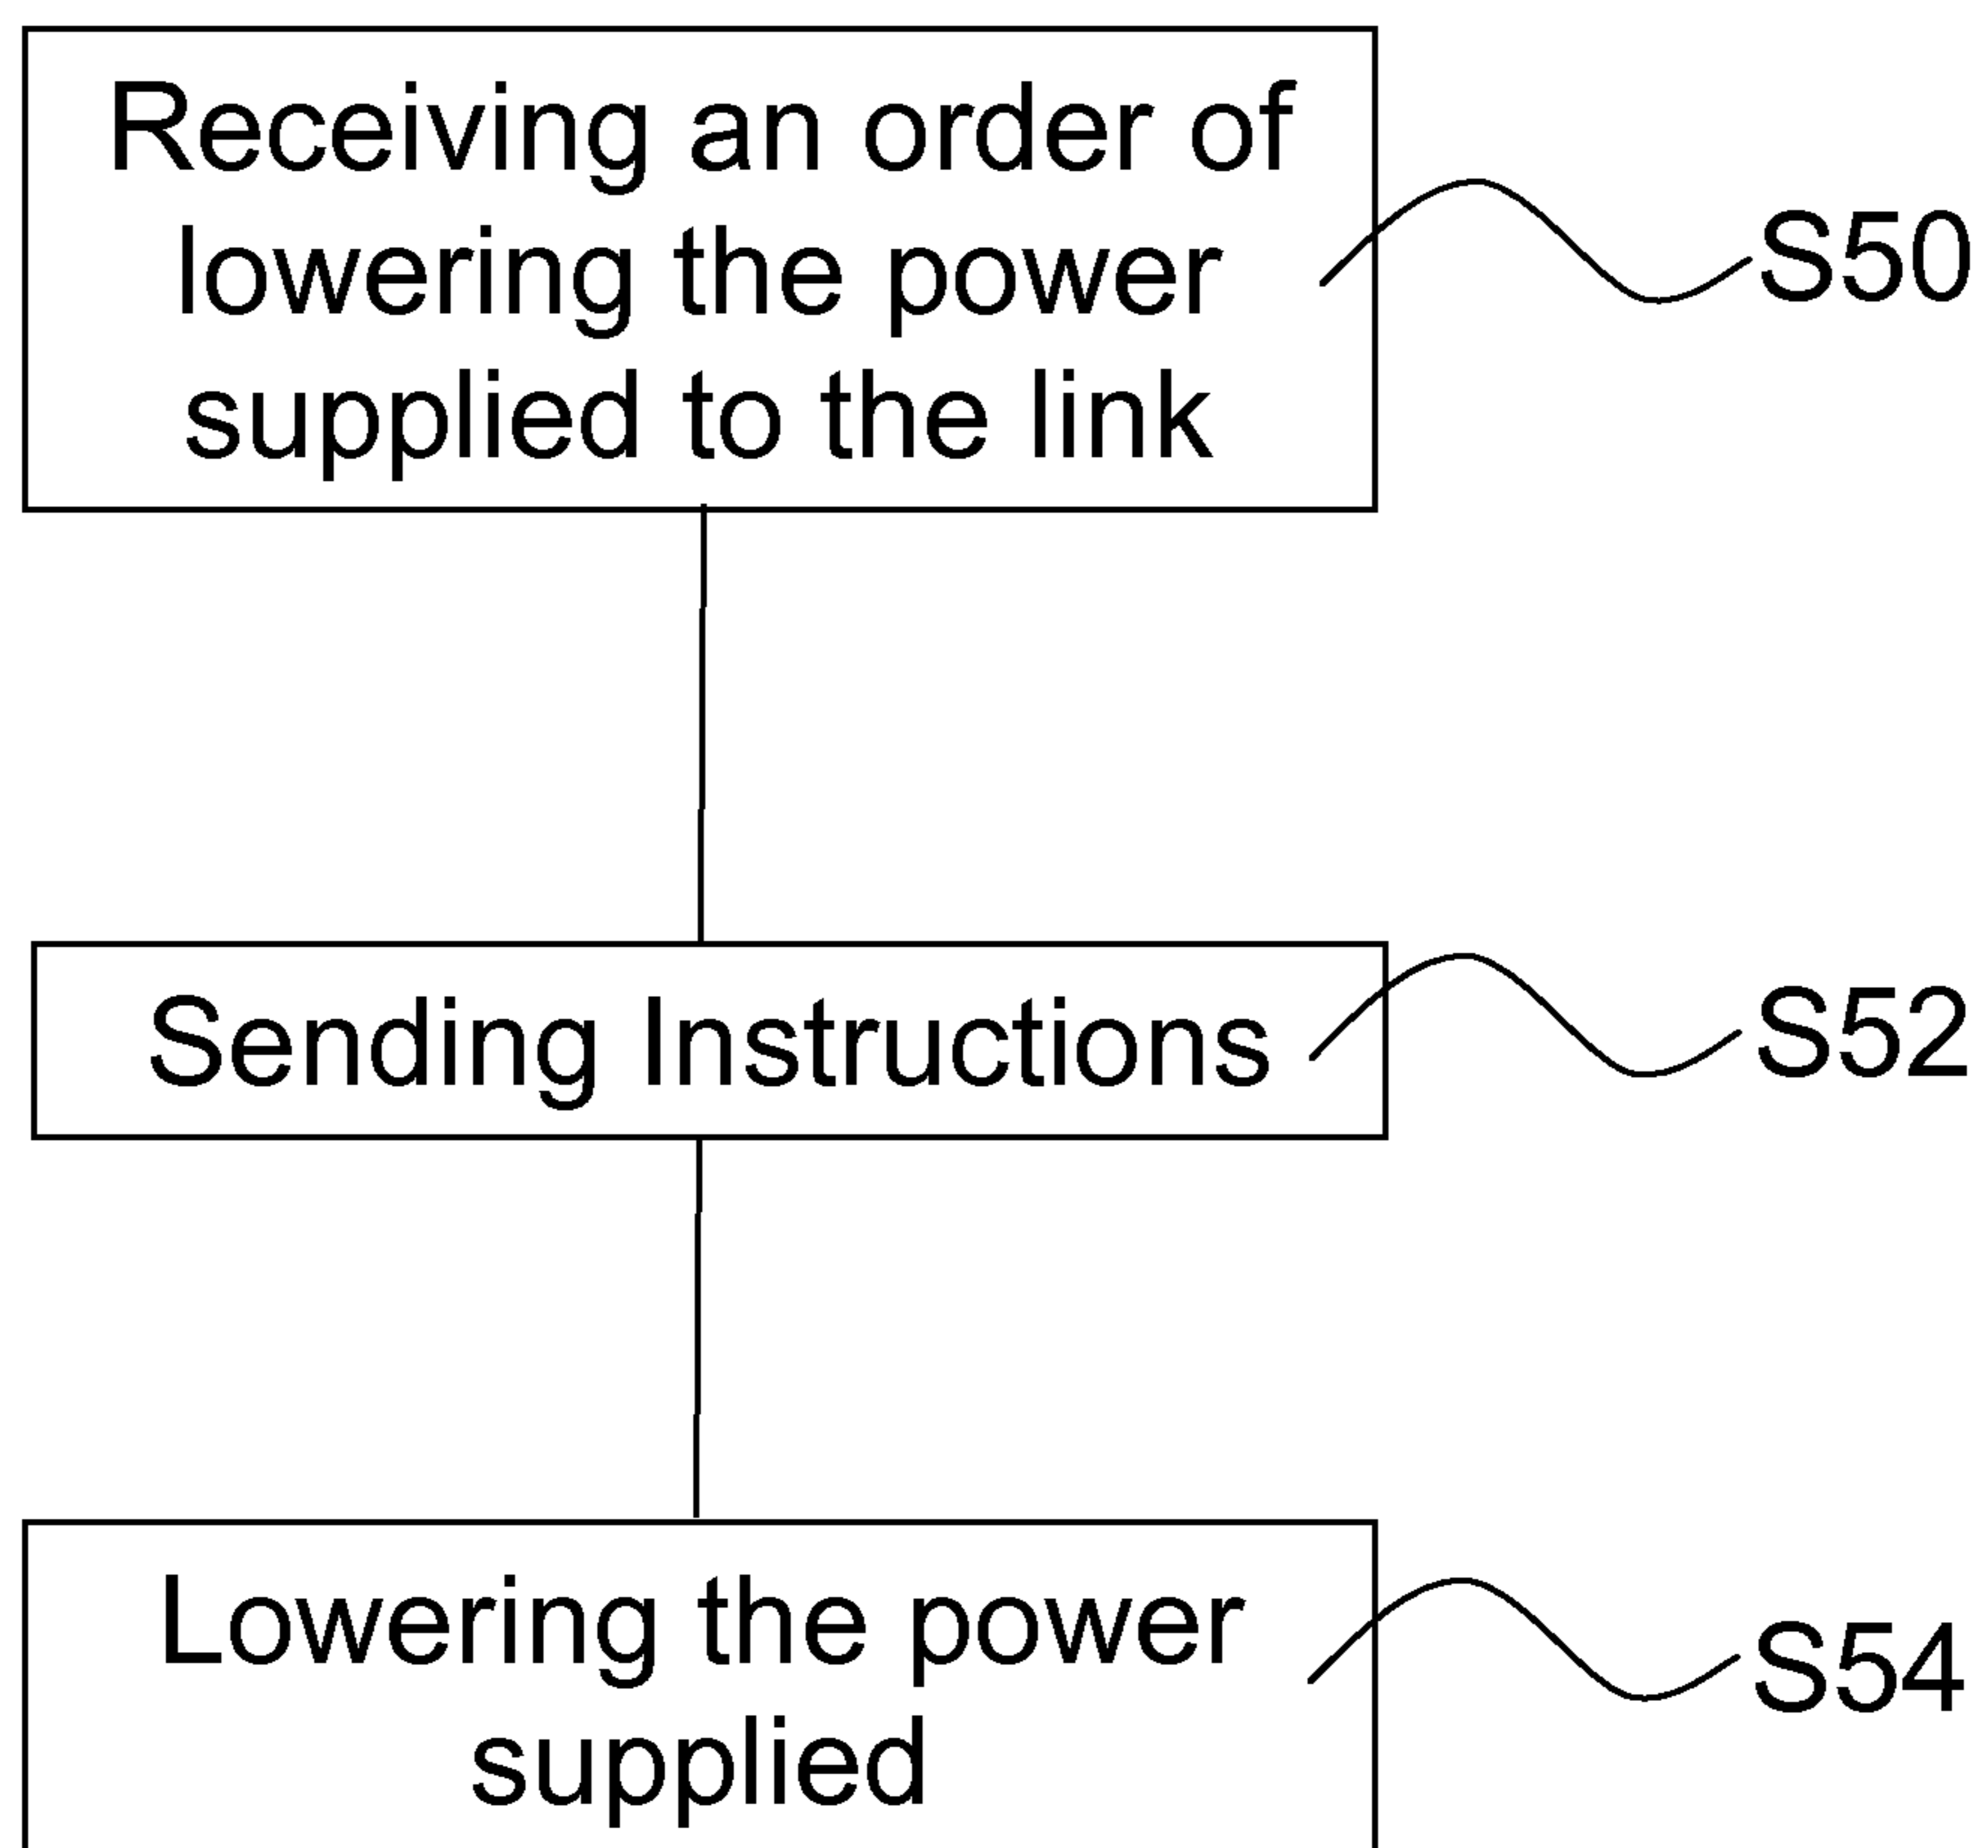 Receiving an order of
lowering the power
supplied to the link
S50
Sending Instructions
S52
Lowering the power
supplied
S54